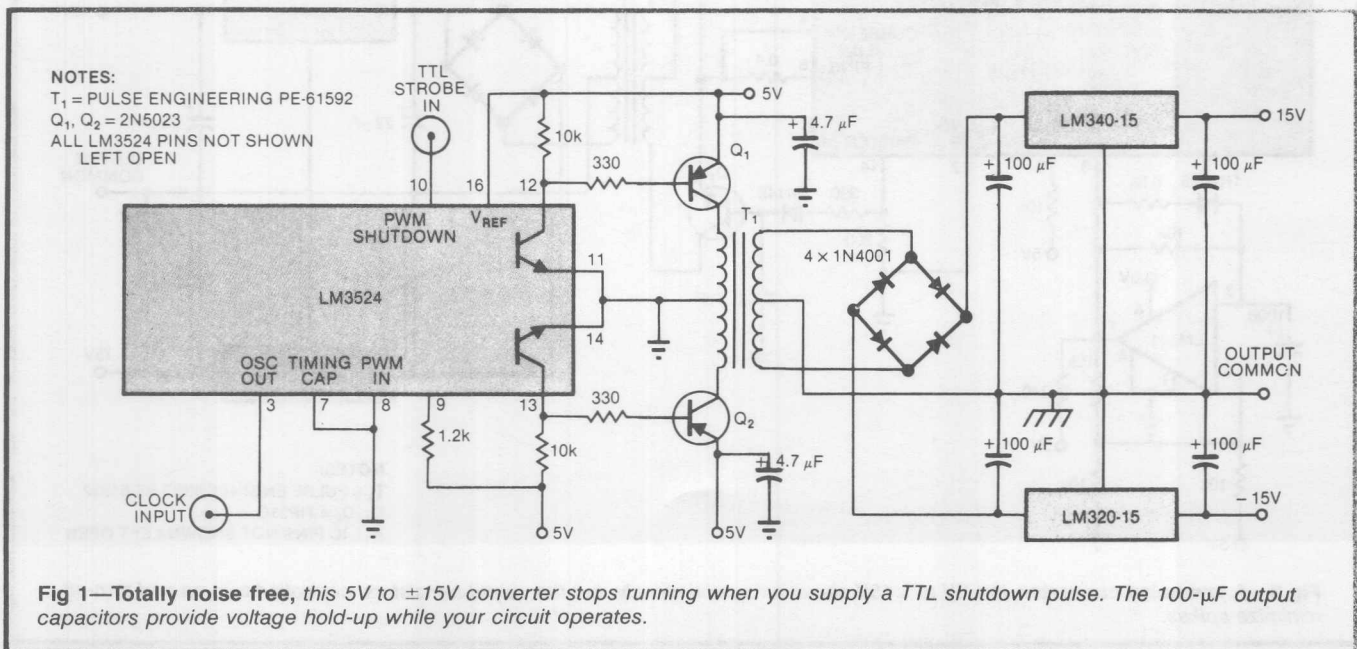 NOTES:
T₁ = PULSE ENGINEERING PE-61592
Q₁, Q₂ = 2N5023
ALL LM3524 PINS NOT SHOWN
LEFT OPEN
TTL
STROBE
IN
5V
10k
+ 4.7 µF
330
Q₁
10
16
12
PWM
SHUTDOWN
V_REF
11
LM3524
14
OSC
OUT
TIMING
CAP
PWM
IN
3
7
8
9
13
1.2k
10k
330
Q₂
+ 4.7 µF
CLOCK
INPUT
5V
5V
T₁
4 × 1N4001
LM340-15
15V
+ 100 µF
+ 100 µF
OUTPUT
COMMCN
+ 100 µF
+ 100 µF
LM320-15
−15V
Fig 1—Totally noise free, this 5V to ±15V converter stops running when you supply a TTL shutdown pulse. The 100-µF output
capacitors provide voltage hold-up while your circuit operates.